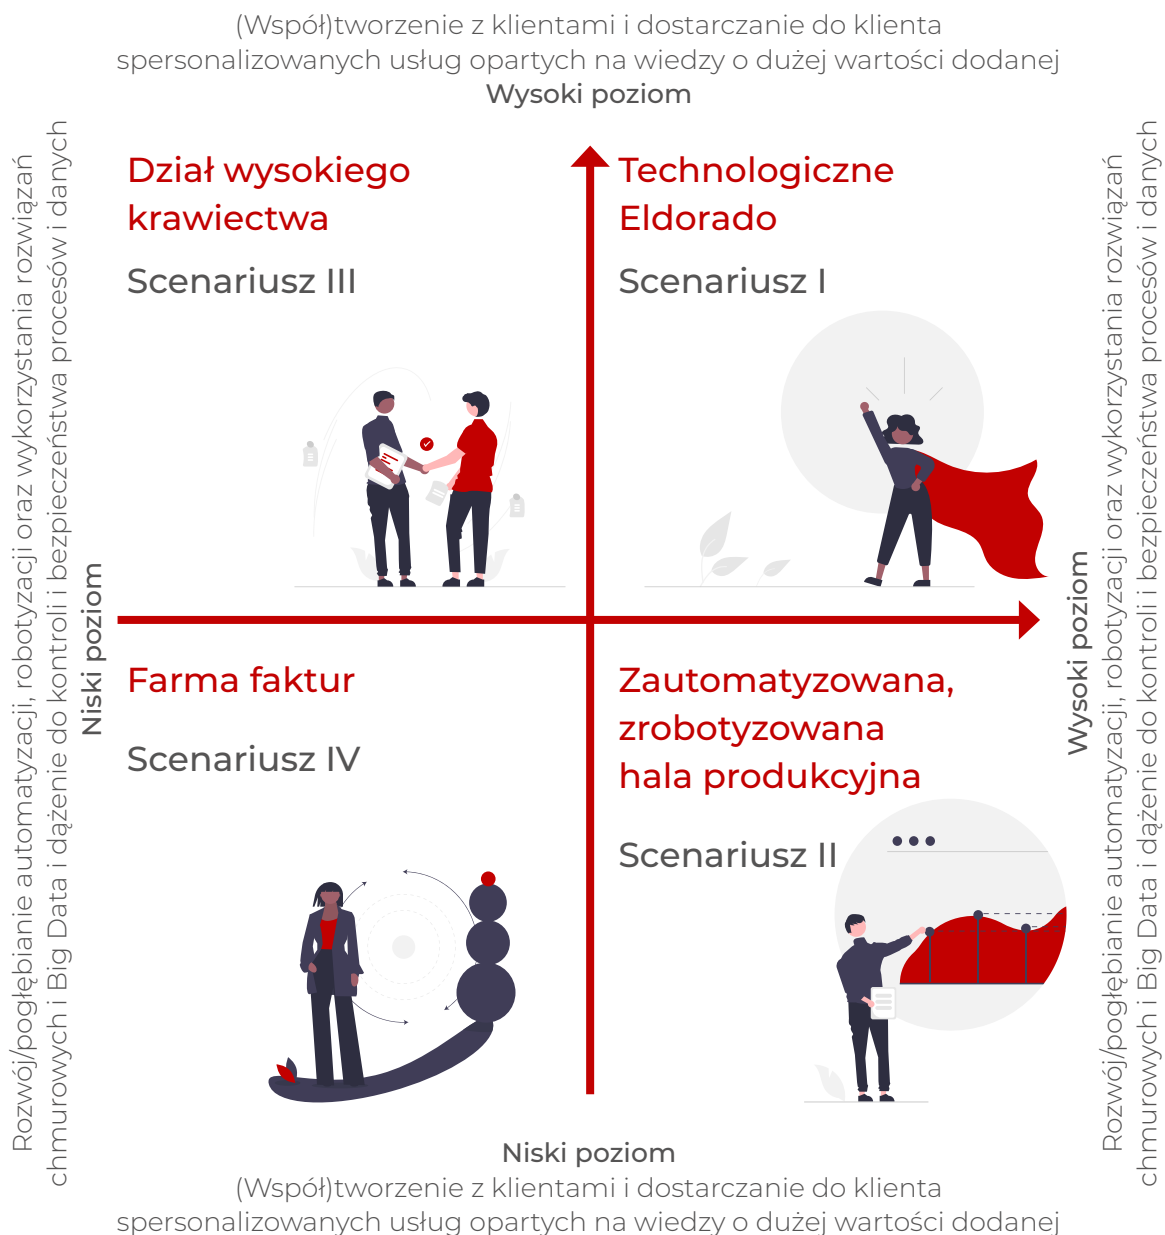 (Współ)tworzenie z klientami i dostarczanie do klienta
spersonalizowanych usług opartych na wiedzy o dużej wartości dodanej
Wysoki poziom
Rozwój/pogłębianie automatyzacji, robotyzacji oraz wykorzystania rozwiązań
chmurowych i Big Data i dążenie do kontroli i bezpieczeństwa procesów i danych
Niski poziom
Dział wysokiego
krawiectwa
Scenariusz III
Technologiczne
Eldorado
Scenariusz I
Farma faktur
Scenariusz IV
Zautomatyzowana,
zrobotyzowana
hala produkcyjna
Scenariusz II
Wysoki poziom
Rozwój/pogłębianie automatyzacji, robotyzacji oraz wykorzystania rozwiązań
chmurowych i Big Data i dążenie do kontroli i bezpieczeństwa procesów i danych
Niski poziom
(Współ)tworzenie z klientami i dostarczanie do klienta
spersonalizowanych usług opartych na wiedzy o dużej wartości dodanej